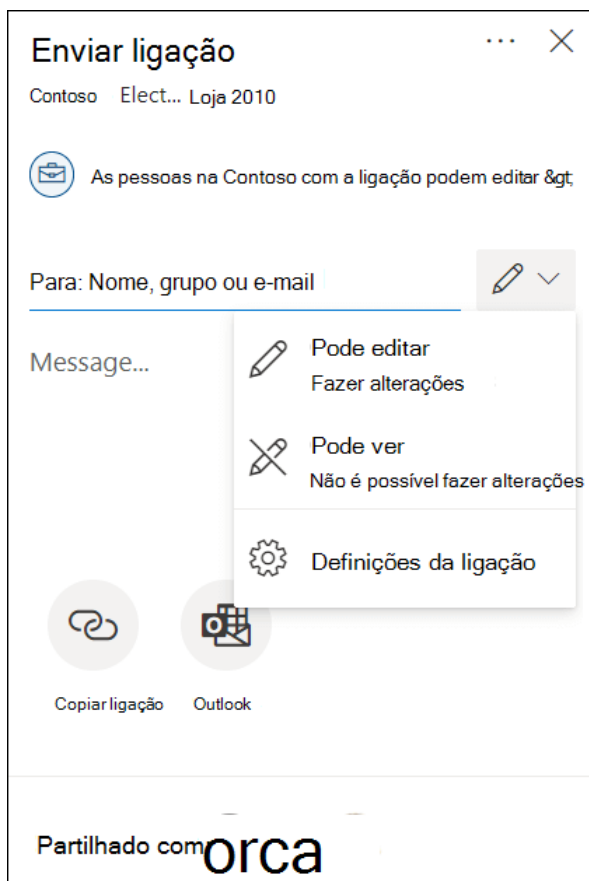 Enviar ligação
Contoso Elect... Loja 2010
As pessoas na Contoso com a ligação podem editar &gt;
Para: Nome, grupo ou e-mail
Message...
Pode editar
Fazer alterações
Pode ver
Não é possível fazer alterações
Definições da ligação
Copiar ligação Outlook
Partilhado com orca